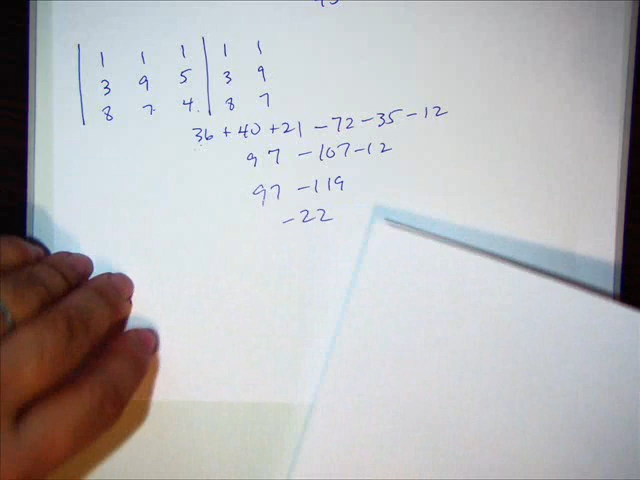 | 1 1 1 | 1 1
| 3 9 5 | 3 9
| 8 7 4 | 8 7
36 + 40 + 21 - 72 - 35 - 12
97 - 107 - 12
97 - 119
- 22